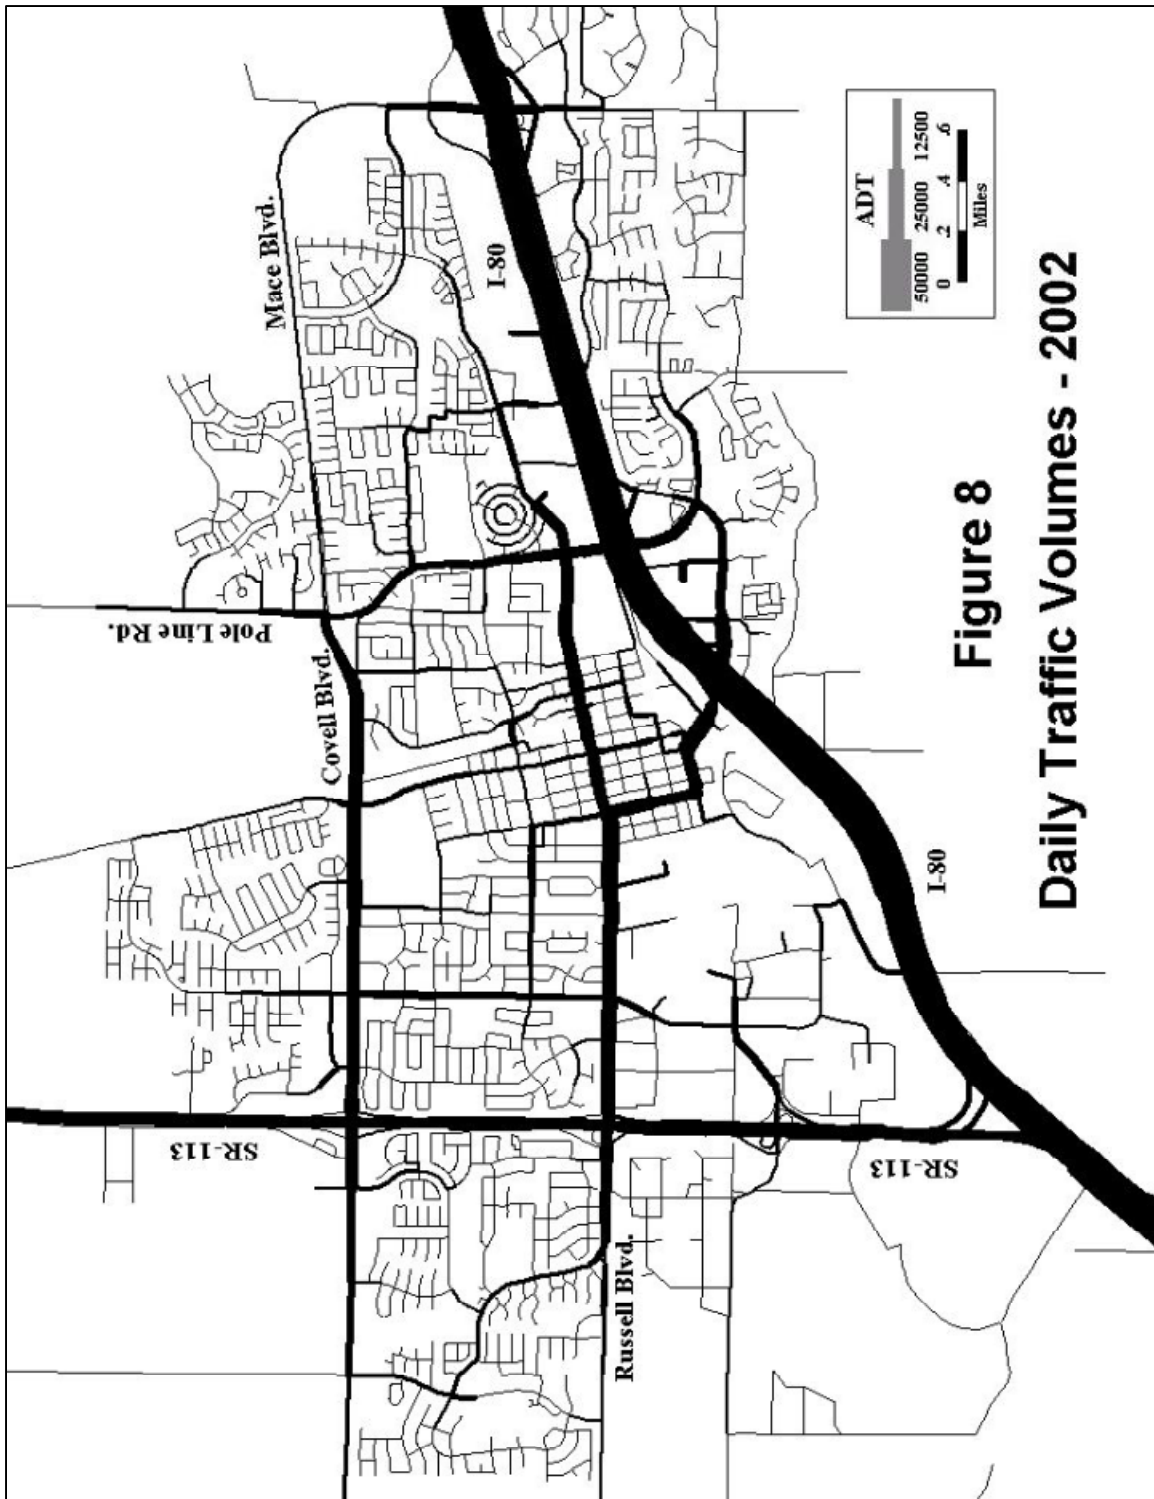 Mace Blvd.
I-80
Pole Line Rd.
Covell Blvd.
SR-113
Russell Blvd.
SR-113
I-80
ADT
50000 25000 12500
0 .2 .4 .6
Miles
Figure 8
Daily Traffic Volumes - 2002